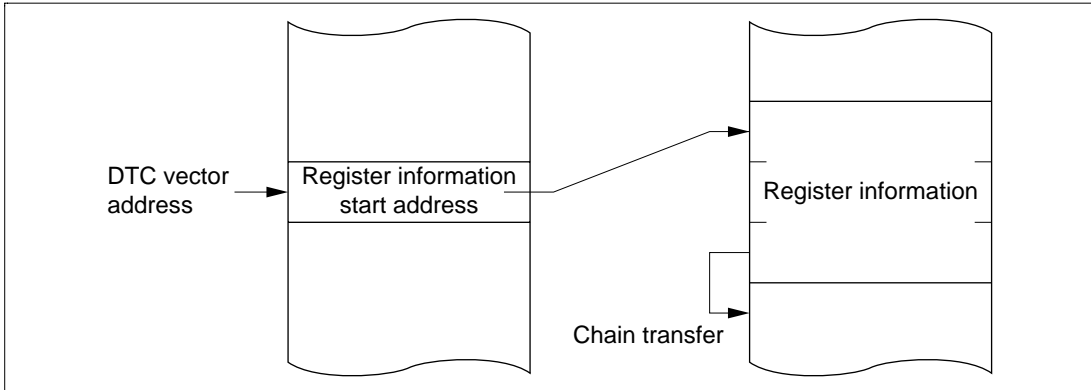 DTC vector
address
Register information
start address
Register information
Chain transfer